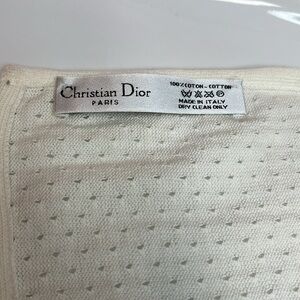 Christian Dior
PARIS
100% COTON - COTTON
MADE IN ITALY
DRY CLEAN ONLY